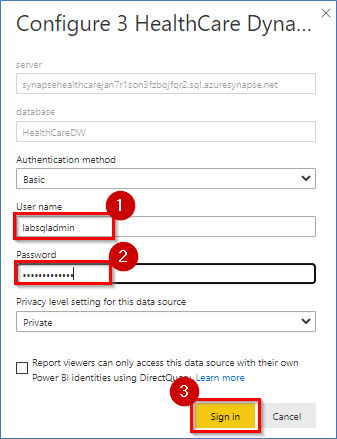 Configure 3 HealthCare Dyna...
server
synapsehealthcarejan7r1son3fzbojfqr2.sql.azuresynapse.net
database
HealthCareDW
Authentication method
Basic
User name
1
labsqladmin
Password
2
•••••••••••••
Privacy level setting for this data source
Private
Report viewers can only access this data source with their own
Power BI identities using DirectQuery. Learn more
3
Sign in
Cancel